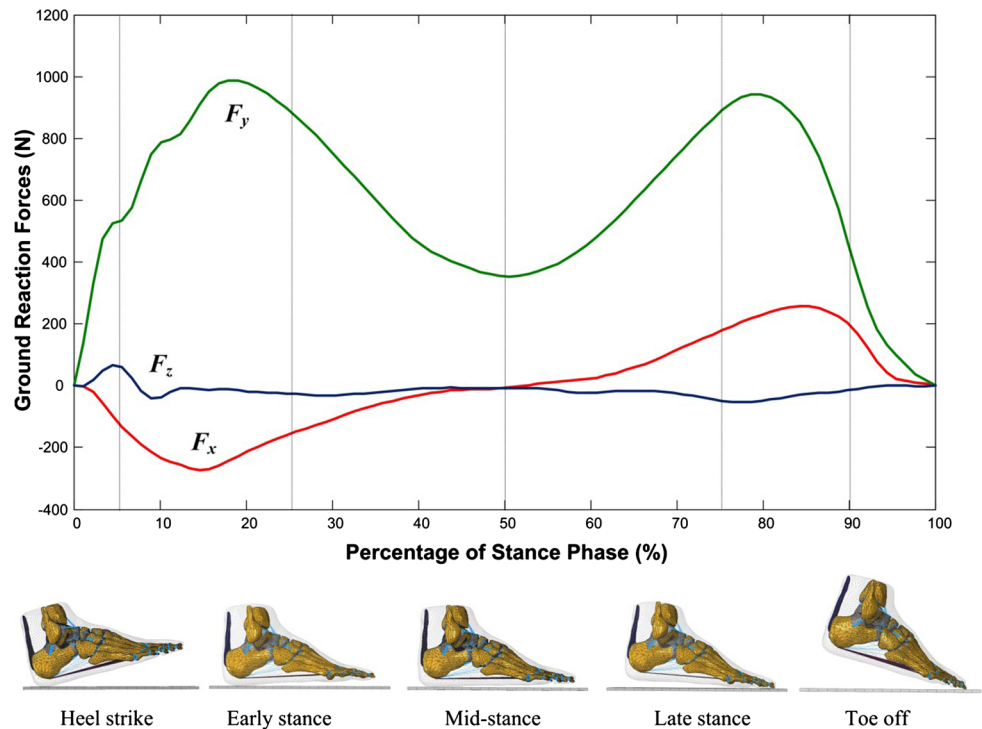 1200
1000
800
600
400
200
0
-200
-400
Ground Reaction Forces (N)
Fy
Fz
Fx
0 10 20 30 40 50 60 70 80 90 100
Percentage of Stance Phase (%)
Heel strike Early stance Mid-stance Late stance Toe off